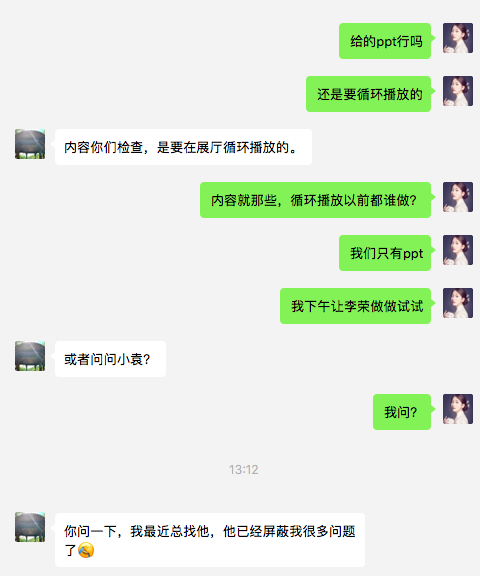 给的ppt行吗
还是要循环播放的
内容你们检查，是要在展厅循环播放的。
内容就那些，循环播放以前都谁做？
我们只有ppt
我下午让李荣做做试试
或者问问小袁？
我问？
13:12
你问一下，我最近总找他，他已经屏蔽我很多问题
了🤣